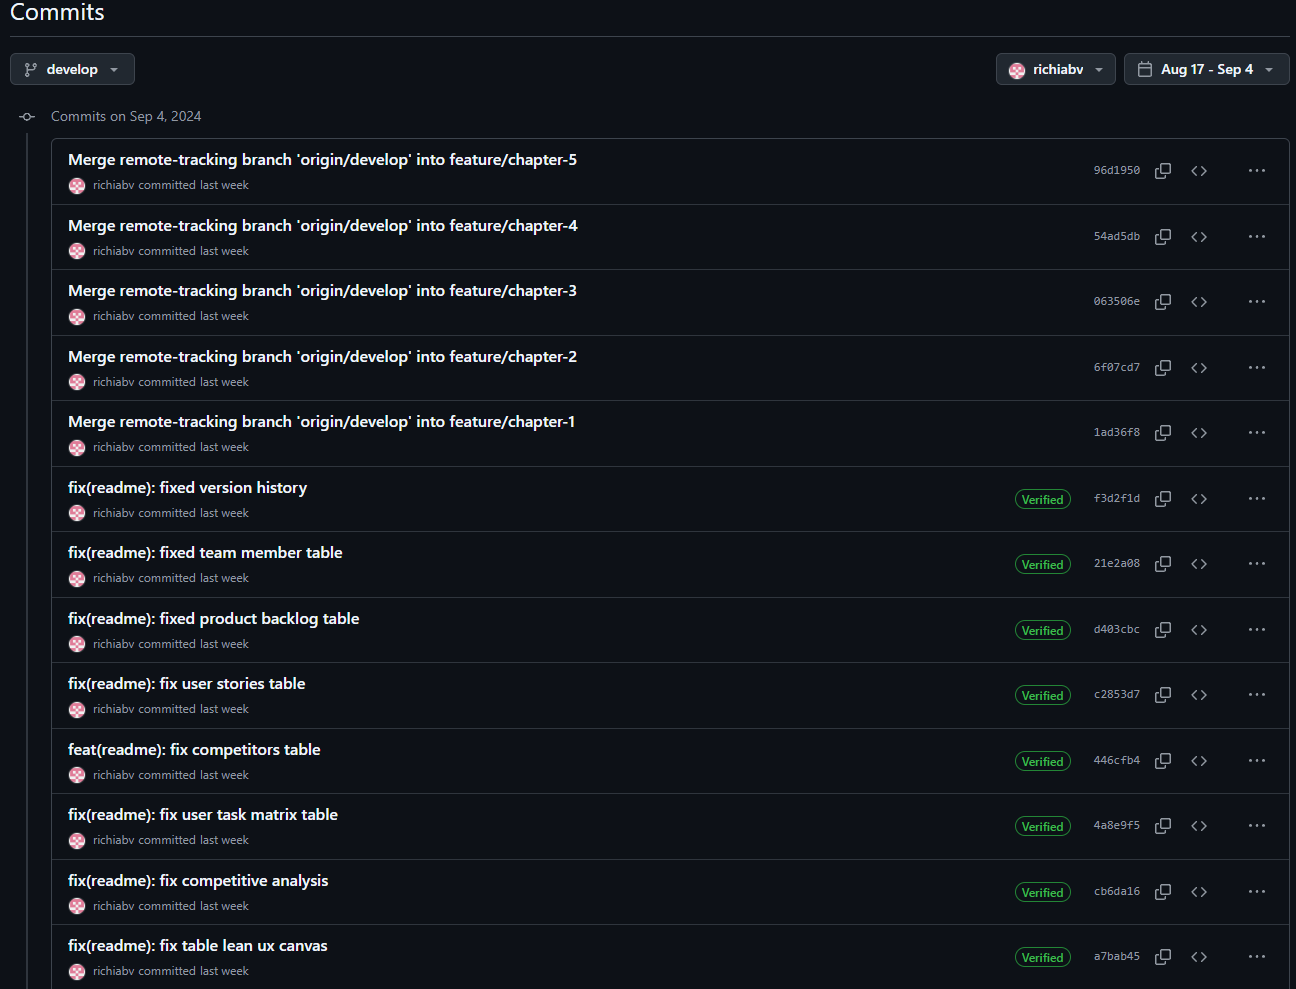 Commits
develop
richiabv
Aug 17 - Sep 4
Commits on Sep 4, 2024
Merge remote-tracking branch 'origin/develop' into feature/chapter-5
richiabv committed last week
96d1950
Merge remote-tracking branch 'origin/develop' into feature/chapter-4
richiabv committed last week
54ad5db
Merge remote-tracking branch 'origin/develop' into feature/chapter-3
richiabv committed last week
063506e
Merge remote-tracking branch 'origin/develop' into feature/chapter-2
richiabv committed last week
6f07cd7
Merge remote-tracking branch 'origin/develop' into feature/chapter-1
richiabv committed last week
1ad36f8
fix(readme): fixed version history
richiabv committed last week
Verified
f3d2f1d
fix(readme): fixed team member table
richiabv committed last week
Verified
21e2a08
fix(readme): fixed product backlog table
richiabv committed last week
Verified
d403cbc
fix(readme): fix user stories table
richiabv committed last week
Verified
c2853d7
feat(readme): fix competitors table
richiabv committed last week
Verified
446cfb4
fix(readme): fix user task matrix table
richiabv committed last week
Verified
4a8e9f5
fix(readme): fix competitive analysis
richiabv committed last week
Verified
cb6da16
fix(readme): fix table lean ux canvas
richiabv committed last week
Verified
a7bab45